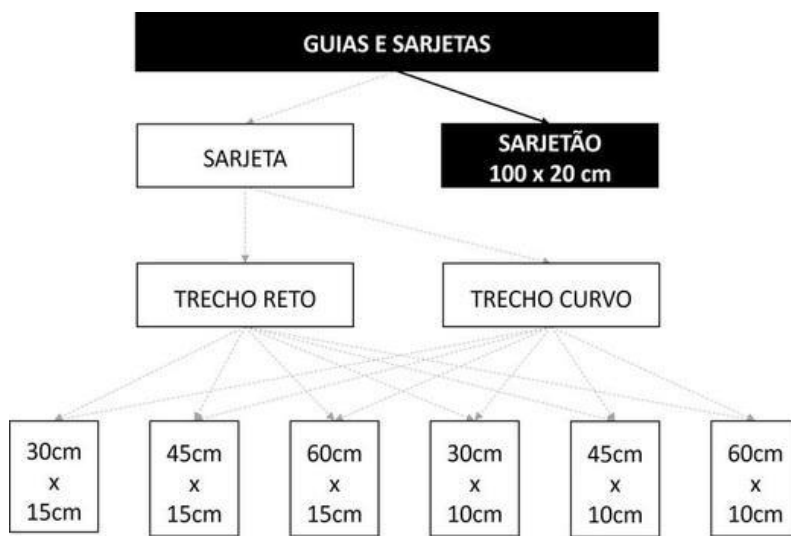 GUIAS E SARJETAS
SARJETA
SARJETÃO
100 x 20 cm
TRECHO RETO
TRECHO CURVO
30cm
x
15cm
45cm
x
15cm
60cm
x
15cm
30cm
x
10cm
45cm
x
10cm
60cm
x
10cm